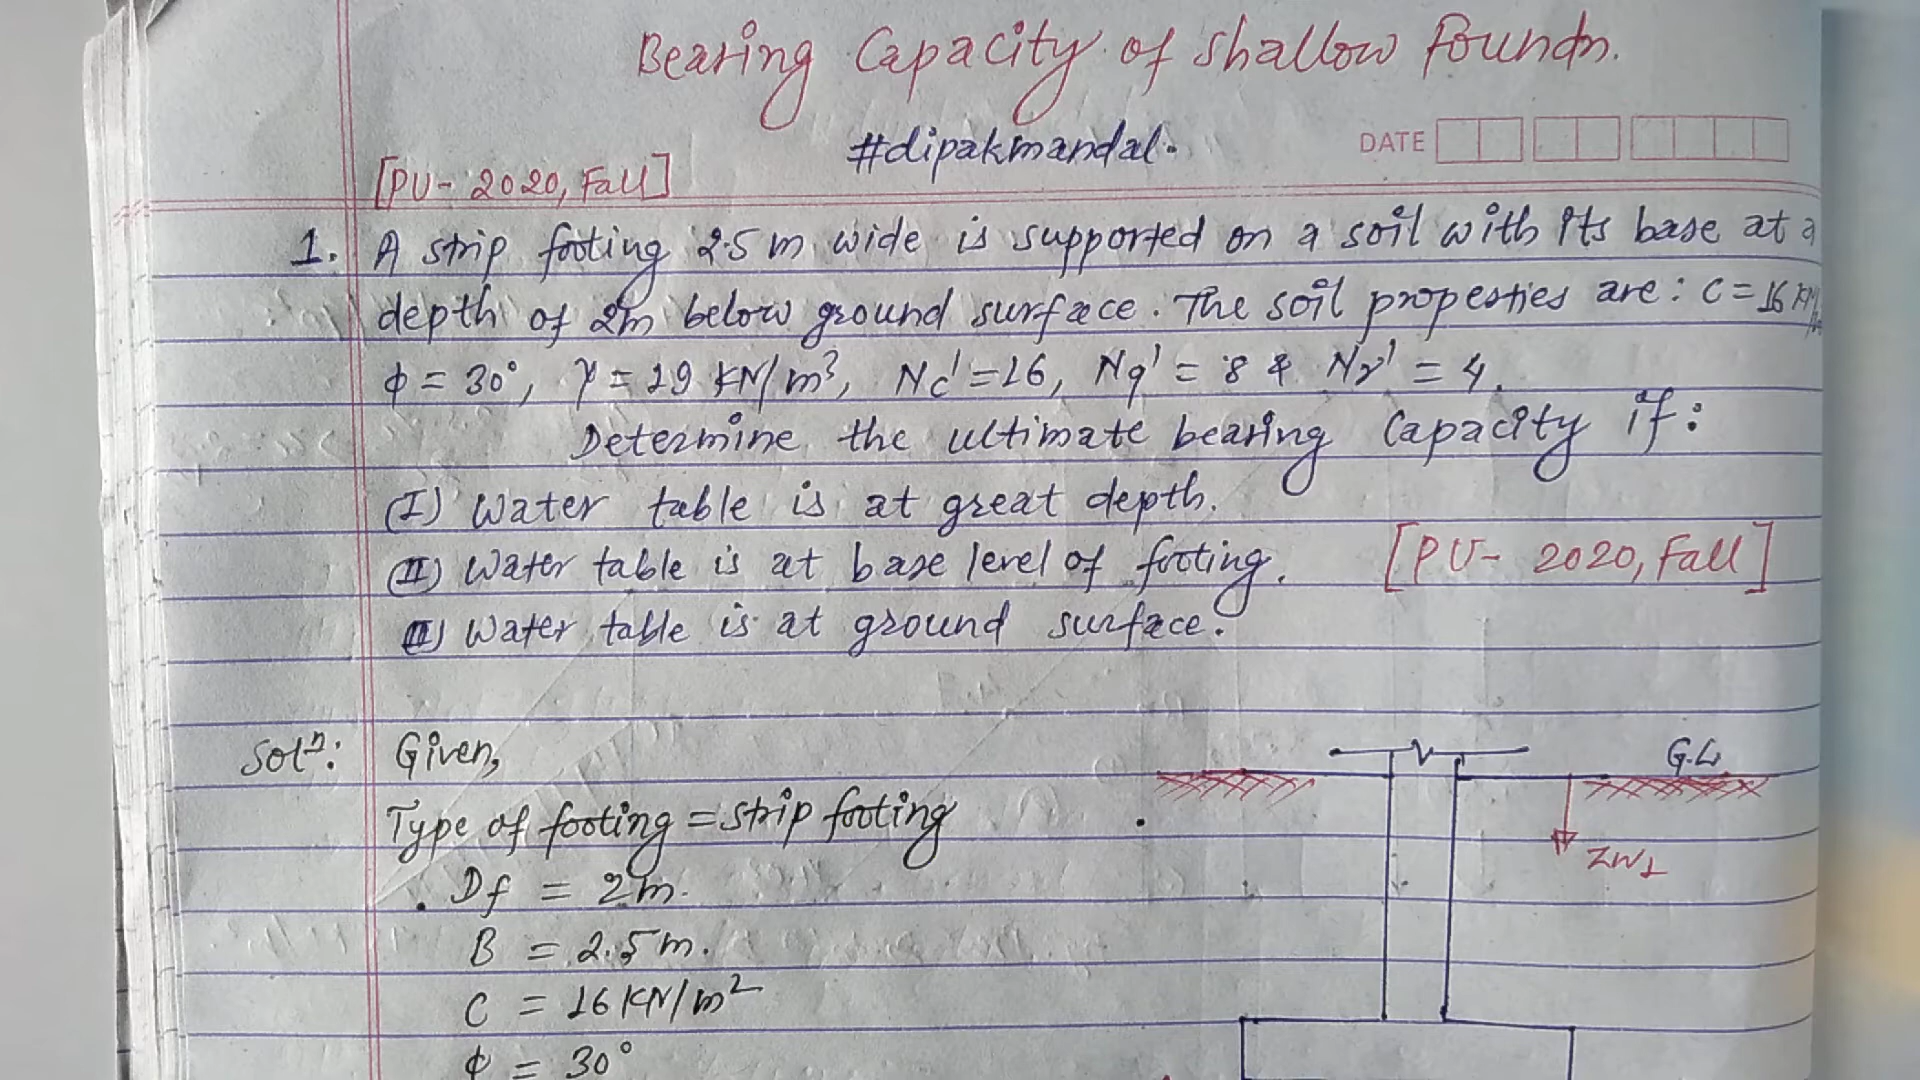 Bearing Capacity of Shallow Foundn.
#dipakmandal.
DATE
[PU- 2020, Fall]
1. A strip footing 2.5 m wide is supported on a soil with its base at a
depth of 2m below ground surface. The soil properties are: C = 16 KN/m
ϕ = 30°, γ = 19 KN/m³, Nc' = 16, Nq' = 8 & Nγ' = 4.
Determine the ultimate bearing Capacity if:
(I) Water table is at great depth.
(II) Water table is at base level of footing. [PU- 2020, Fall]
(III) Water table is at ground surface.
Solⁿ: Given,
G.L
Type of footing = strip footing
Zw1
Df = 2m.
B = 2.5m.
C = 16 KN/m²
ϕ = 30°